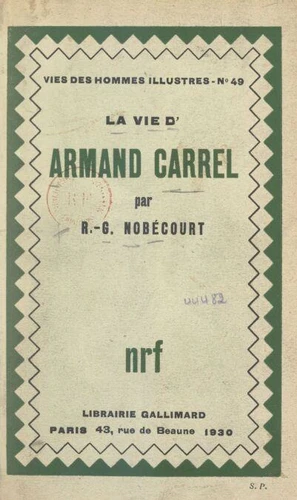 VIES DES HOMMES ILLUSTRES - Nº 49
LA VIE D'
ARMAND CARREL
par
R.-G. NOBÉCOURT
44482
nrf
LIBRAIRIE GALLIMARD
PARIS 43, rue de Beaune 1930
S. P.